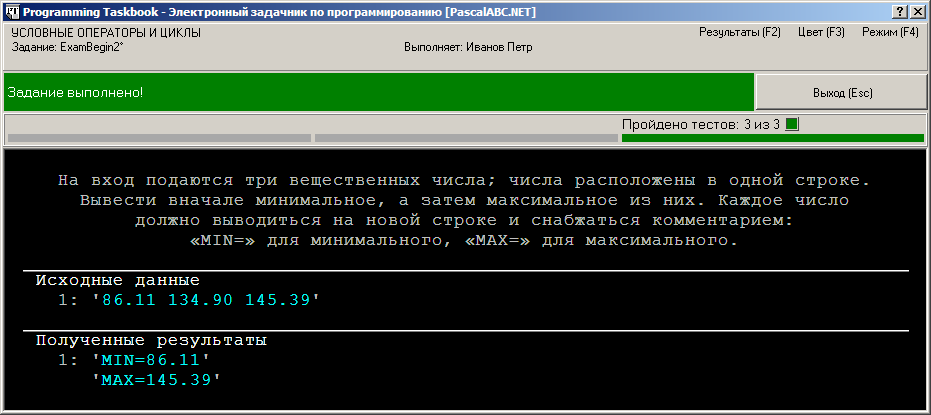 Programming Taskbook - Электронный задачник по программированию [PascalABC.NET]
УСЛОВНЫЕ ОПЕРАТОРЫ И ЦИКЛЫ
Результаты (F2) Цвет (F3) Режим (F4)
Задание: ExamBegin2° Выполняет: Иванов Петр
Задание выполнено!
Выход (Esc)
Пройдено тестов: 3 из 3
На вход подаются три вещественных числа; числа расположены в одной строке.
Вывести вначале минимальное, а затем максимальное из них. Каждое число
должно выводиться на новой строке и снабжаться комментарием:
«MIN=» для минимального, «MAX=» для максимального.
Исходные данные
1: '86.11 134.90 145.39'
Полученные результаты
1: 'MIN=86.11'
'MAX=145.39'